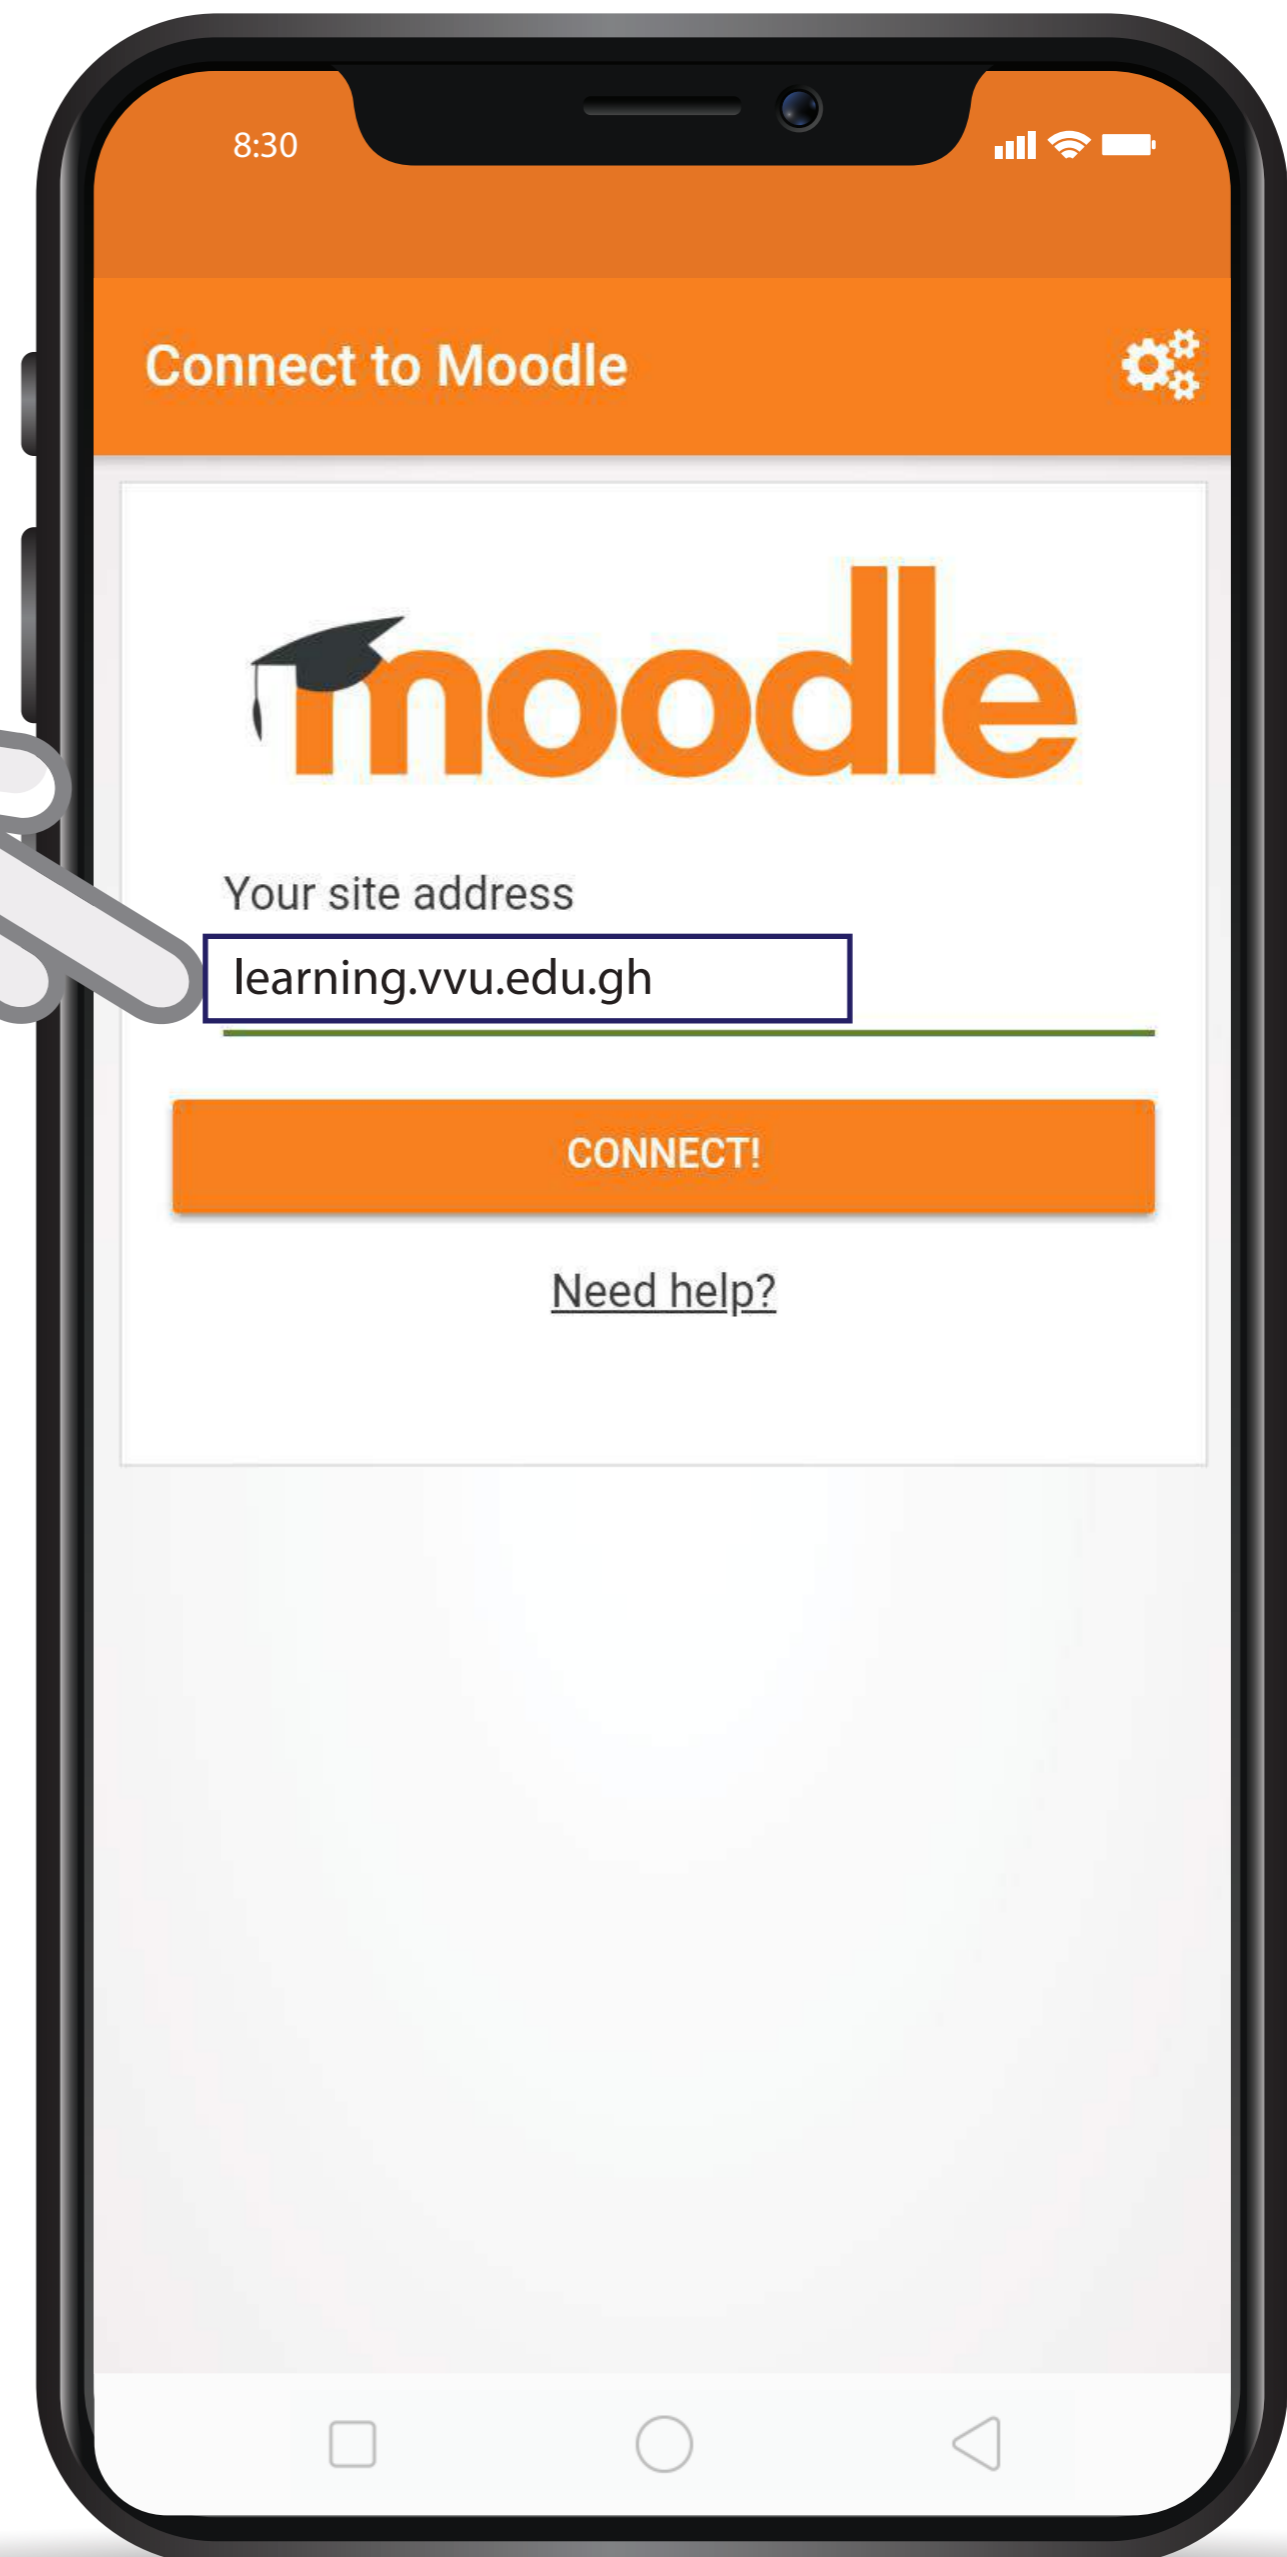 8:30
Connect to Moodle
moodle
Your site address
learning.vvu.edu.gh
CONNECT!
Need help?